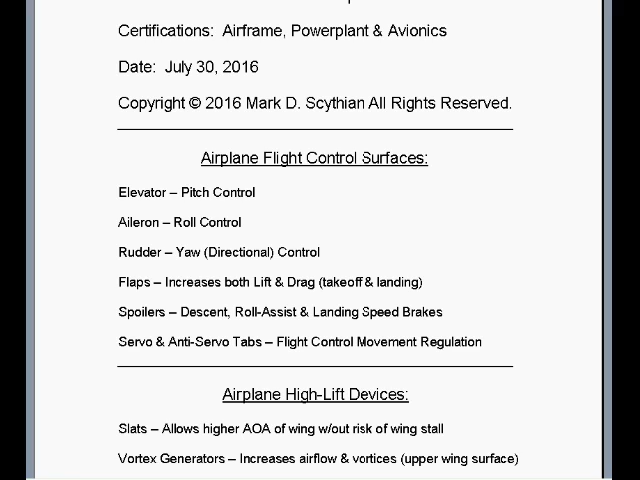 Certifications:  Airframe, Powerplant & Avionics
Date:  July 30, 2016
Copyright © 2016 Mark D. Scythian All Rights Reserved.
Airplane Flight Control Surfaces:
Elevator – Pitch Control
Aileron – Roll Control
Rudder – Yaw (Directional) Control
Flaps – Increases both Lift & Drag (takeoff & landing)
Spoilers – Descent, Roll-Assist & Landing Speed Brakes
Servo & Anti-Servo Tabs – Flight Control Movement Regulation
Airplane High-Lift Devices:
Slats – Allows higher AOA of wing w/out risk of wing stall
Vortex Generators – Increases airflow & vortices (upper wing surface)